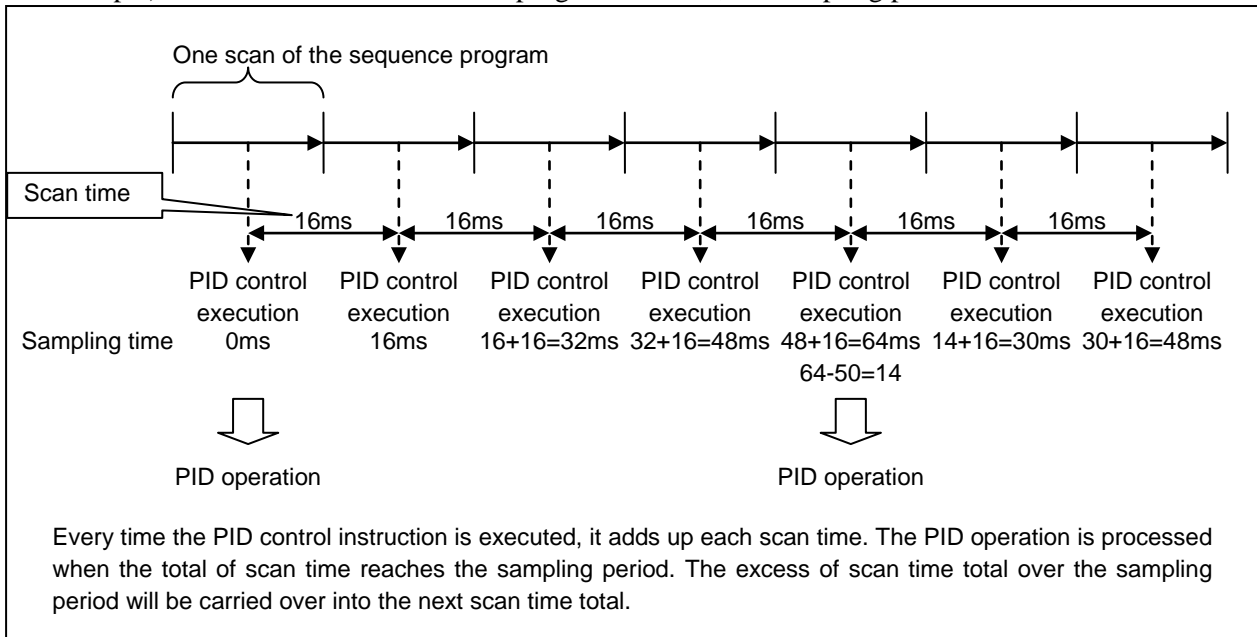 One scan of the sequence program
Scan time
16ms 16ms 16ms 16ms 16ms 16ms
PID control PID control PID control PID control PID control PID control PID control
execution execution execution execution execution execution execution
Sampling time 0ms 16ms 16+16=32ms 32+16=48ms 48+16=64ms 14+16=30ms 30+16=48ms
64-50=14
PID operation PID operation
Every time the PID control instruction is executed, it adds up each scan time. The PID operation is processed
when the total of scan time reaches the sampling period. The excess of scan time total over the sampling
period will be carried over into the next scan time total.